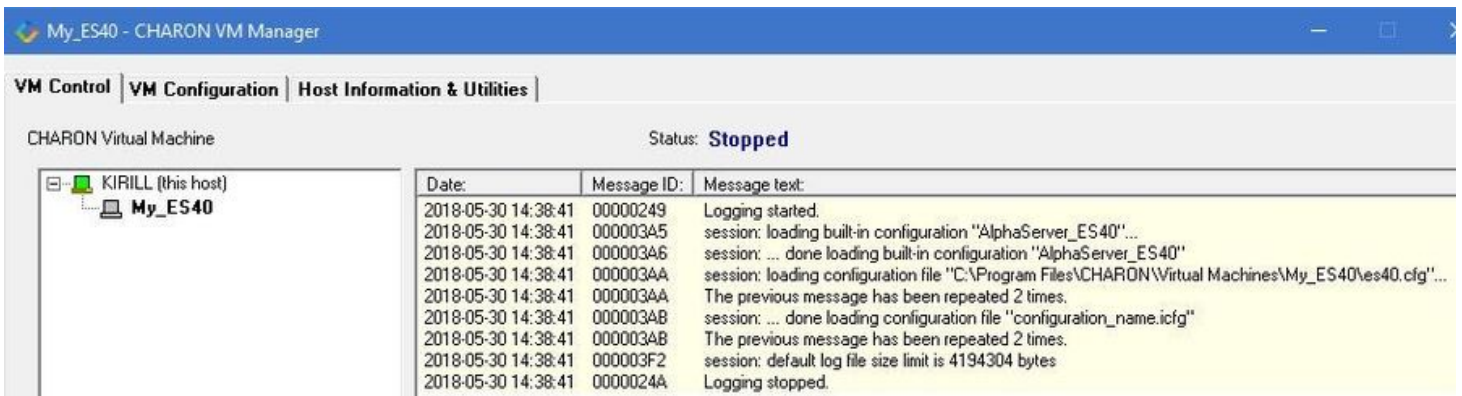 My_ES40 - CHARON VM Manager
VM Control VM Configuration Host Information & Utilities
CHARON Virtual Machine Status: Stopped
KIRILL (this host)
My_ES40
Date: Message ID: Message text:
2018-05-30 14:38:41 00000249 Logging started.
2018-05-30 14:38:41 000003A5 session: loading built-in configuration "AlphaServer_ES40"...
2018-05-30 14:38:41 000003A6 session: ... done loading built-in configuration "AlphaServer_ES40"
2018-05-30 14:38:41 000003AA session: loading configuration file "C:\Program Files\CHARON\Virtual Machines\My_ES40\es40.cfg"...
2018-05-30 14:38:41 000003AA The previous message has been repeated 2 times.
2018-05-30 14:38:41 000003AB session: ... done loading configuration file "configuration_name.icfg"
2018-05-30 14:38:41 000003AB The previous message has been repeated 2 times.
2018-05-30 14:38:41 000003F2 session: default log file size limit is 4194304 bytes
2018-05-30 14:38:41 0000024A Logging stopped.